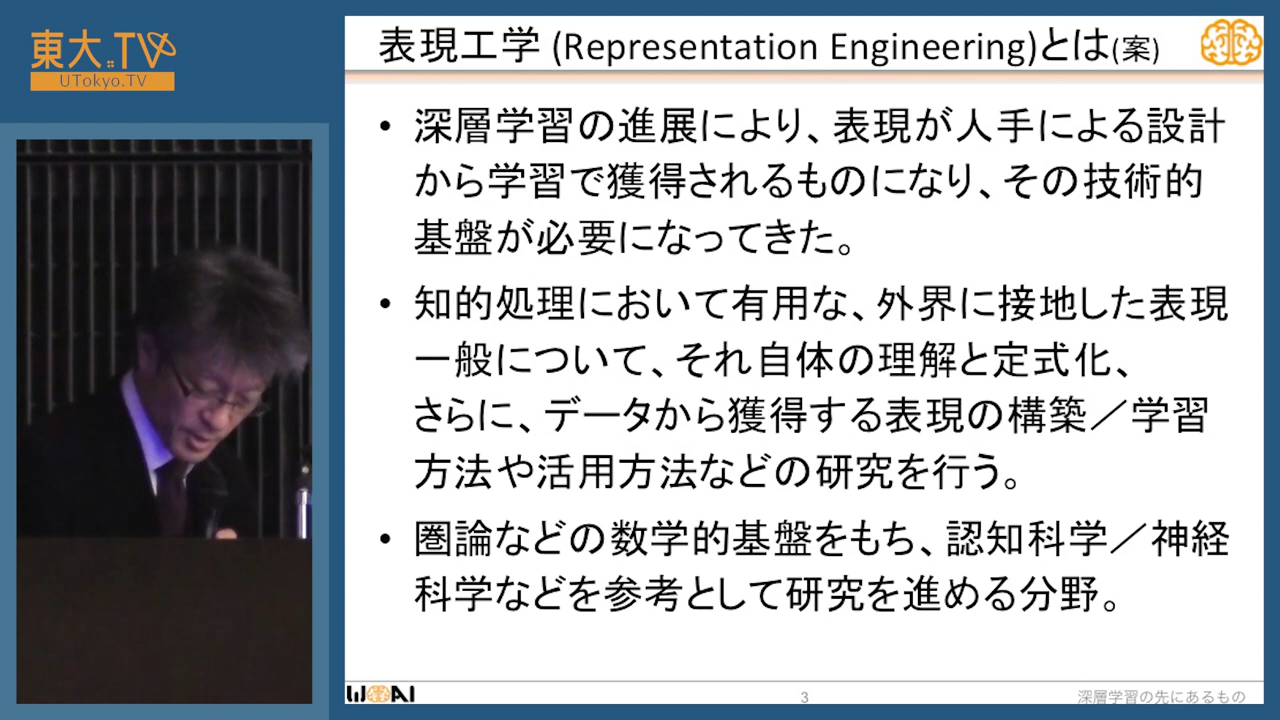 東大.TV
UTokyo.TV
表現工学 (Representation Engineering)とは(案)
• 深層学習の進展により、表現が人手による設計
から学習で獲得されるものになり、その技術的
基盤が必要になってきた。
• 知的処理において有用な、外界に接地した表現
一般について、それ自体の理解と定式化、
さらに、データから獲得する表現の構築／学習
方法や活用方法などの研究を行う。
• 圏論などの数学的基盤をもち、認知科学／神経
科学などを参考として研究を進める分野。
WBAI
3
深層学習の先にあるもの